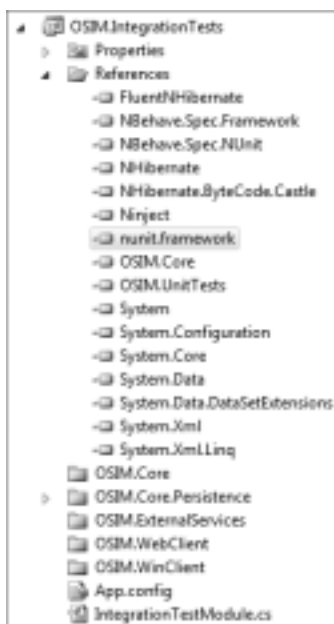 OSIM.IntegrationTests
Properties
References
FluentNHibernate
NBehave.Spec.Framework
NBehave.Spec.NUnit
NHibernate
NHibernate.ByteCode.Castle
Ninject
nunit.framework
OSIM.Core
OSIM.UnitTests
System
System.Configuration
System.Core
System.Data
System.Data.DataSetExtensions
System.Xml
System.Xml.Linq
OSIM.Core
OSIM.Core.Persistence
OSIM.ExternalServices
OSIM.WebClient
OSIM.WinClient
App.config
IntegrationTestModule.cs